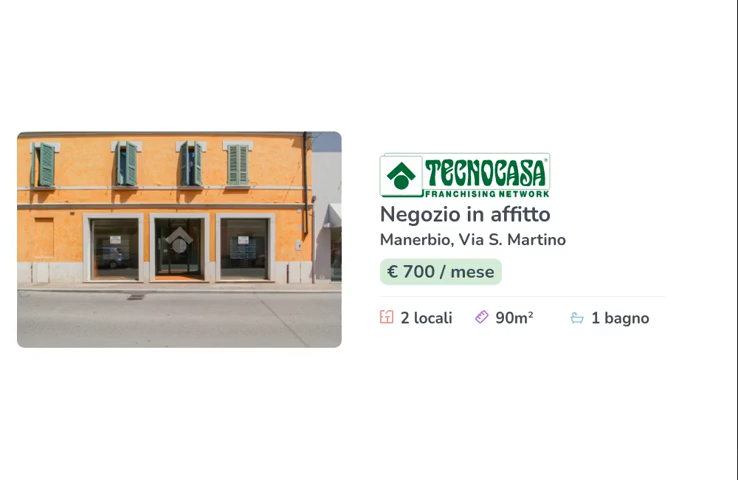 TECNOCASA
FRANCHISING NETWORK
Negozio in affitto
Manerbio, Via S. Martino
€ 700 / mese
2 locali 90m² 1 bagno